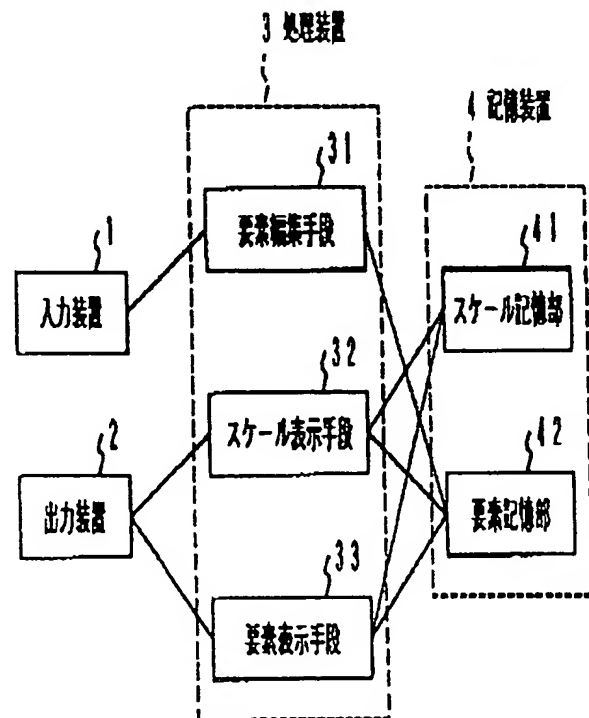 3 処理装置
4 記憶装置
31
要素編集手段
1
入力装置
41
スケール記憶部
32
スケール表示手段
2
出力装置
42
要素記憶部
33
要素表示手段